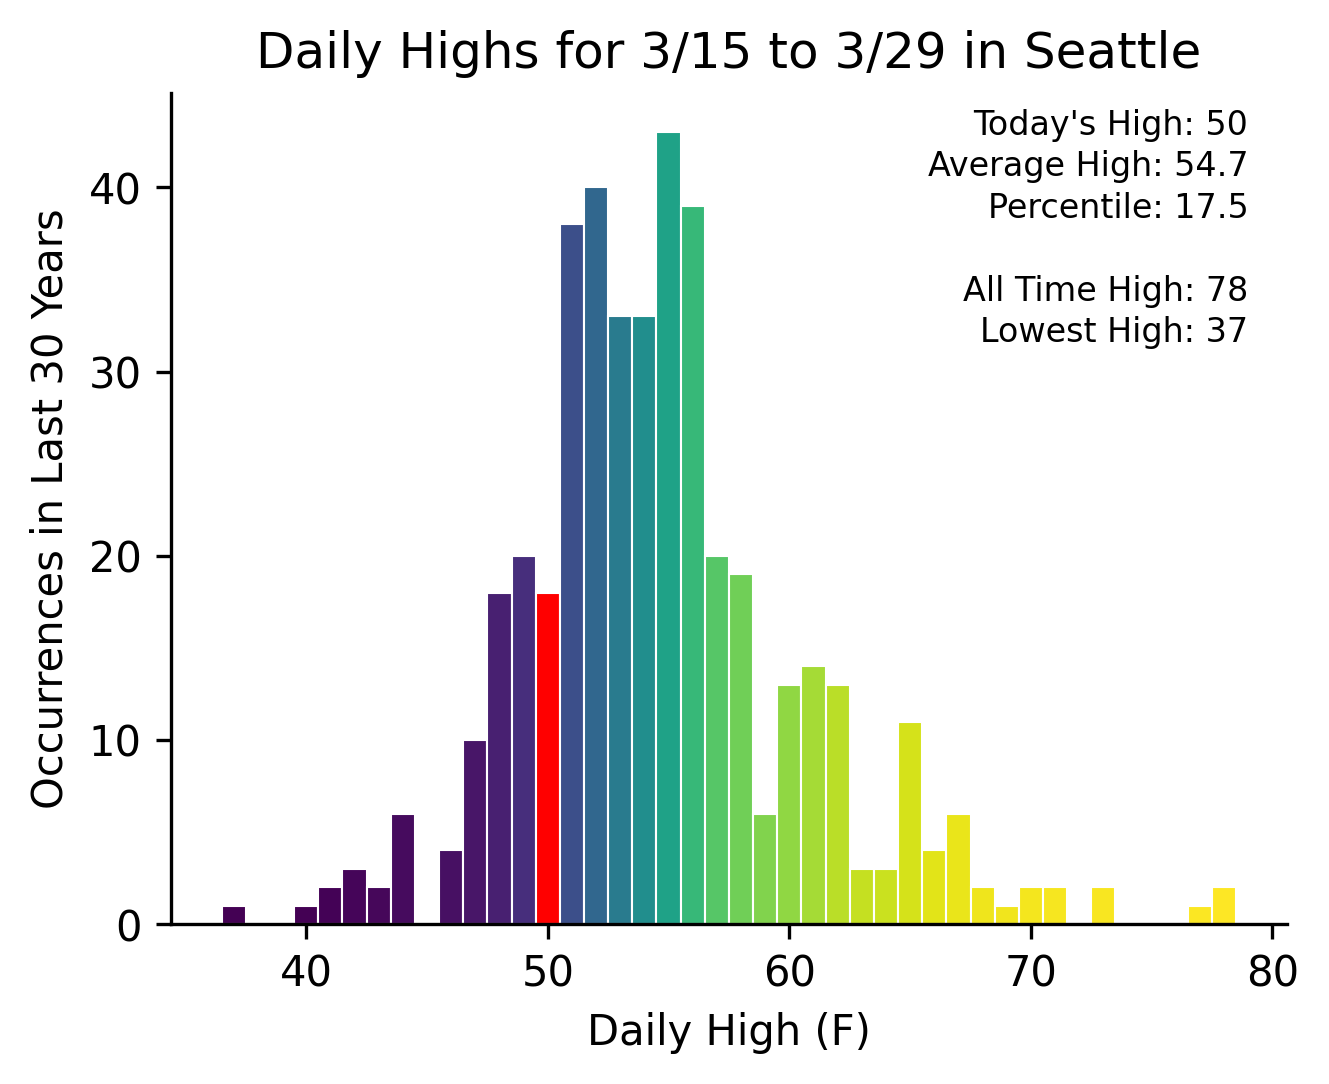 Daily Highs for 3/15 to 3/29 in Seattle
Today's High: 50
Average High: 54.7
Percentile: 17.5
All Time High: 78
Lowest High: 37
Occurrences in Last 30 Years
40
30
20
10
0
40
50
60
70
80
Daily High (F)